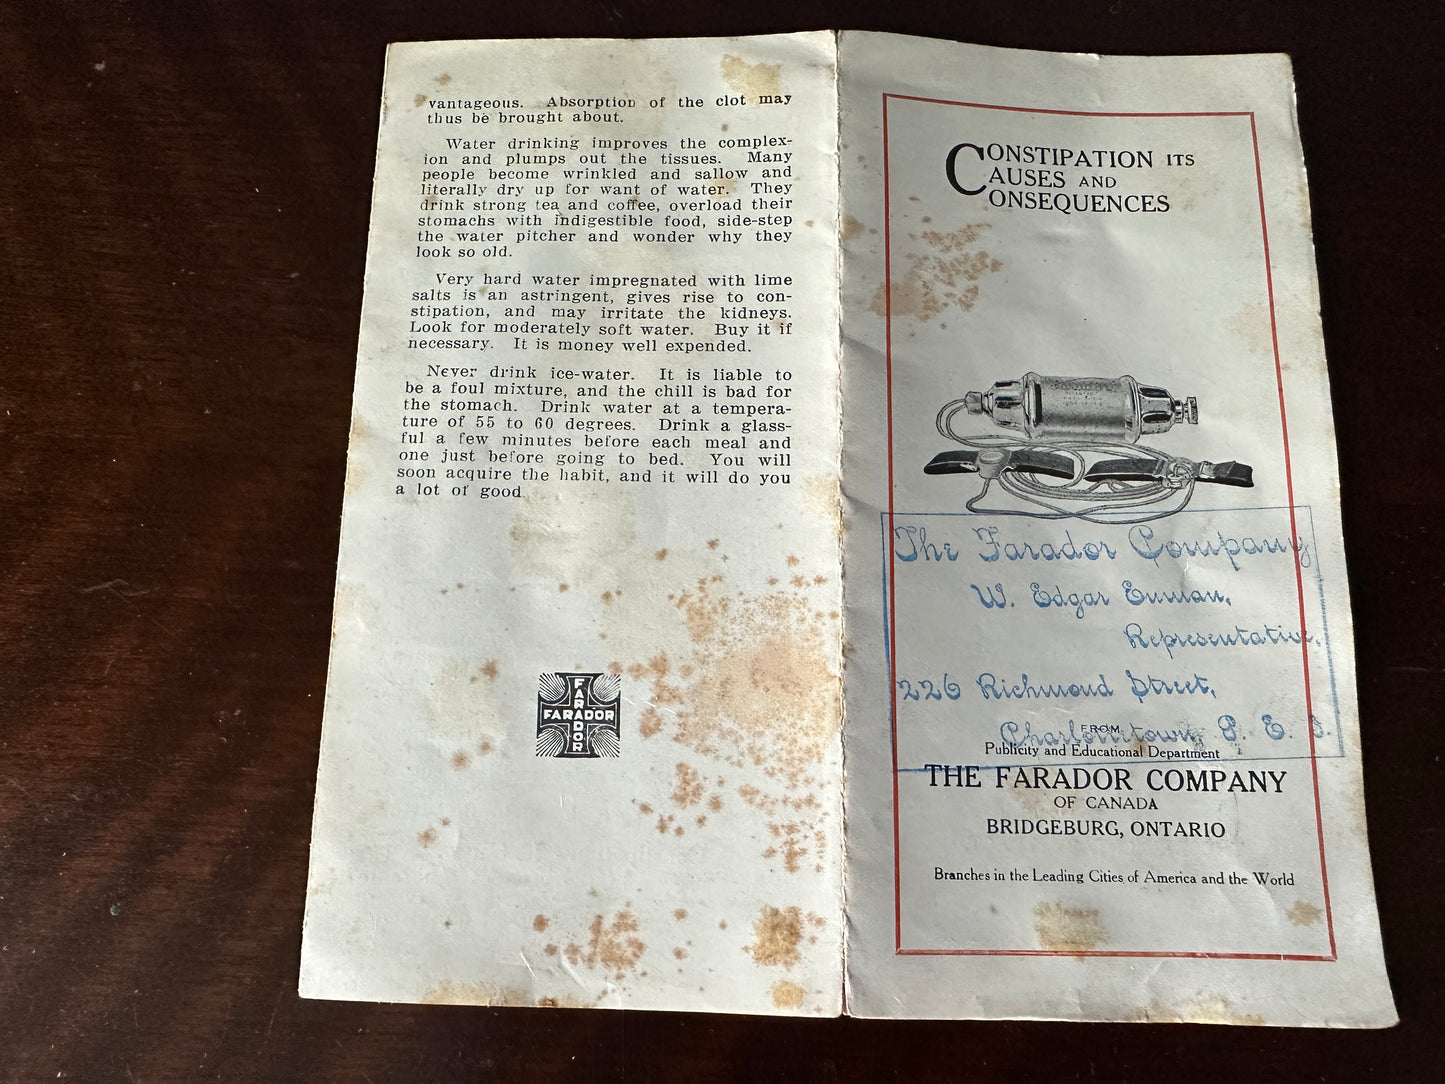 vantageous. Absorption of the clot may
thus be brought about.
Water drinking improves the complex-
ion and plumps out the tissues. Many
people become wrinkled and sallow and
literally dry up for want of water. They
drink strong tea and coffee, overload their
stomachs with indigestible food, side-step
the water pitcher and wonder why they
look so old.
Very hard water impregnated with lime
salts is an astringent, gives rise to con-
stipation, and may irritate the kidneys.
Look for moderately soft water. Buy it if
necessary. It is money well expended.
Never drink ice-water. It is liable to
be a foul mixture, and the chill is bad for
the stomach. Drink water at a tempera-
ture of 55 to 60 degrees. Drink a glass-
ful a few minutes before each meal and
one just before going to bed. You will
soon acquire the habit, and it will do you
a lot of good
FARADOR
FARADOR
CONSTIPATION ITS
CAUSES AND
CONSEQUENCES
The Farador Company
W. Edgar
Representative,
226 Richmond Street,
Charlottetown, P. E. I.
FROM
Publicity and Educational Department
THE FARADOR COMPANY
OF CANADA
BRIDGEBURG, ONTARIO
Branches in the Leading Cities of America and the World